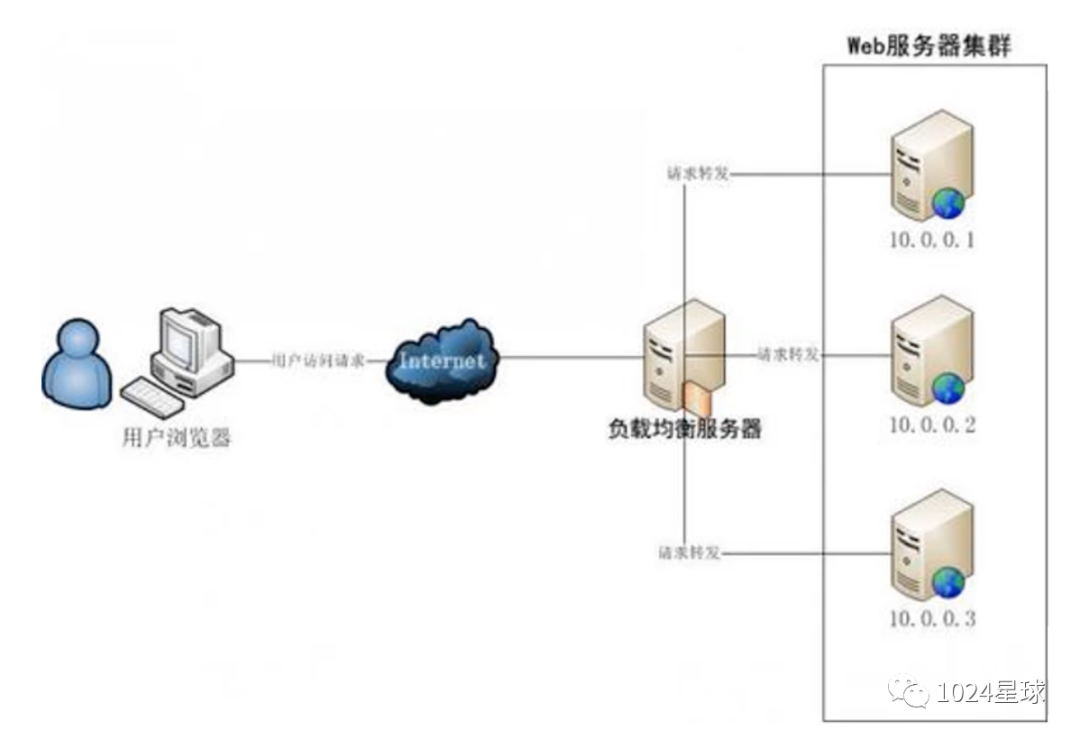 Web服务器集群
请求转发
10.0.0.1
用户访问请求
Internet
请求转发
用户浏览器
负载均衡服务器
10.0.0.2
请求转发
10.0.0.3
1024星球